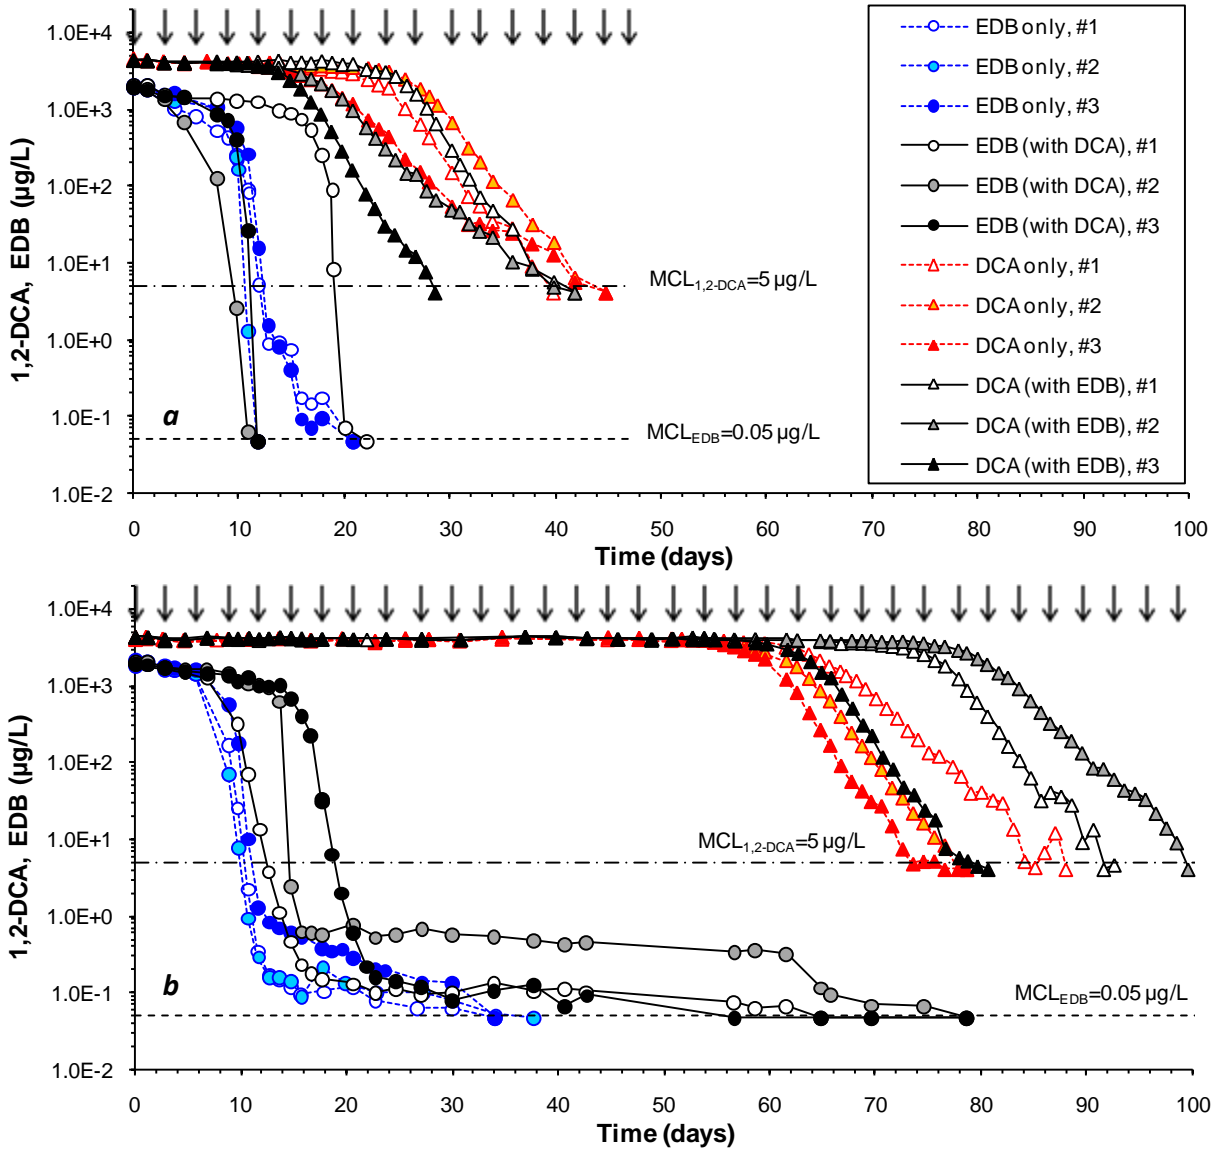 1,2-DCA, EDB (µg/L)
1.0E+4
1.0E+3
1.0E+2
1.0E+1
1.0E+0
1.0E-1
1.0E-2
a
MCL1,2-DCA=5 µg/L
MCLEDB=0.05 µg/L
0 10 20 30 40 50 60 70 80 90 100
Time (days)
EDB only, #1
EDB only, #2
EDB only, #3
EDB (with DCA), #1
EDB (with DCA), #2
EDB (with DCA), #3
DCA only, #1
DCA only, #2
DCA only, #3
DCA (with EDB), #1
DCA (with EDB), #2
DCA (with EDB), #3
1,2-DCA, EDB (µg/L)
1.0E+4
1.0E+3
1.0E+2
1.0E+1
1.0E+0
1.0E-1
1.0E-2
b
MCL1,2-DCA=5 µg/L
MCLEDB=0.05 µg/L
0 10 20 30 40 50 60 70 80 90 100
Time (days)